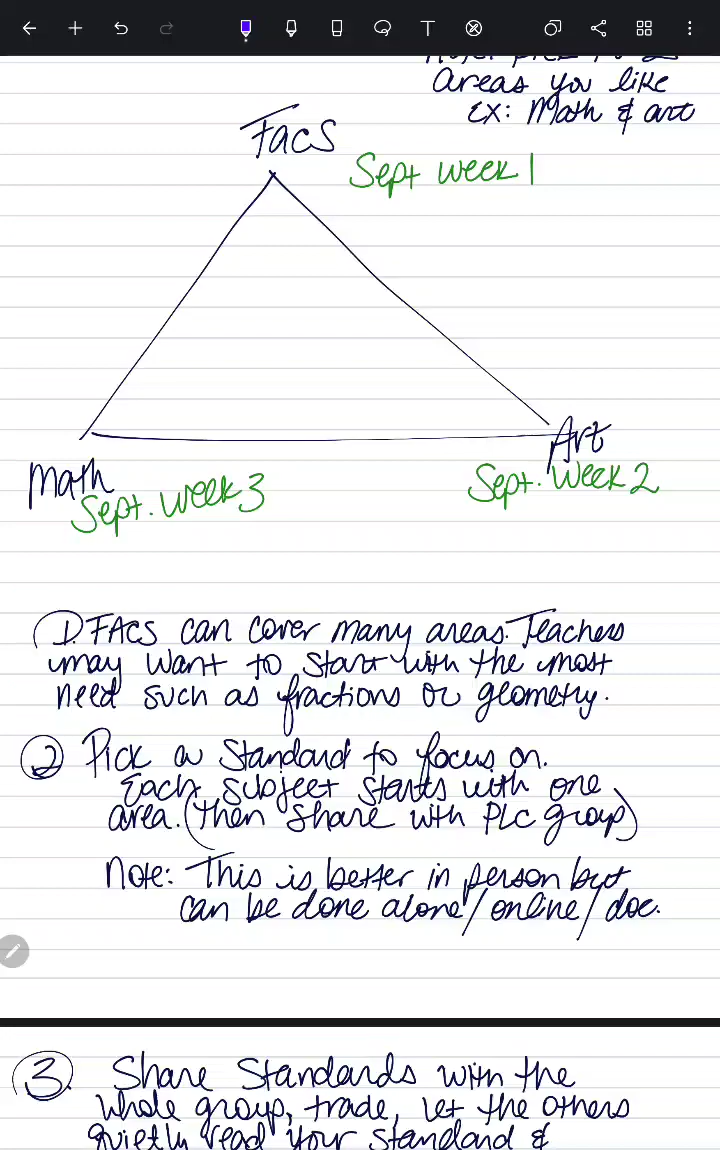 Areas you like
Ex: Math & art
Facs
Sept week 1
Art
Math
Sept. Week 2
Sept. Week 3
1. FACS can cover many areas. Teachers
may want to start with the most
need such as fractions or geometry.
2 Pick a Standard to focus on.
Each subject starts with one
area. (Then share with PLC group)
Note: This is better in person but
can be done alone/online/doc.
3. Share Standards with the
whole group, trade, let the others
quietly read your standard &